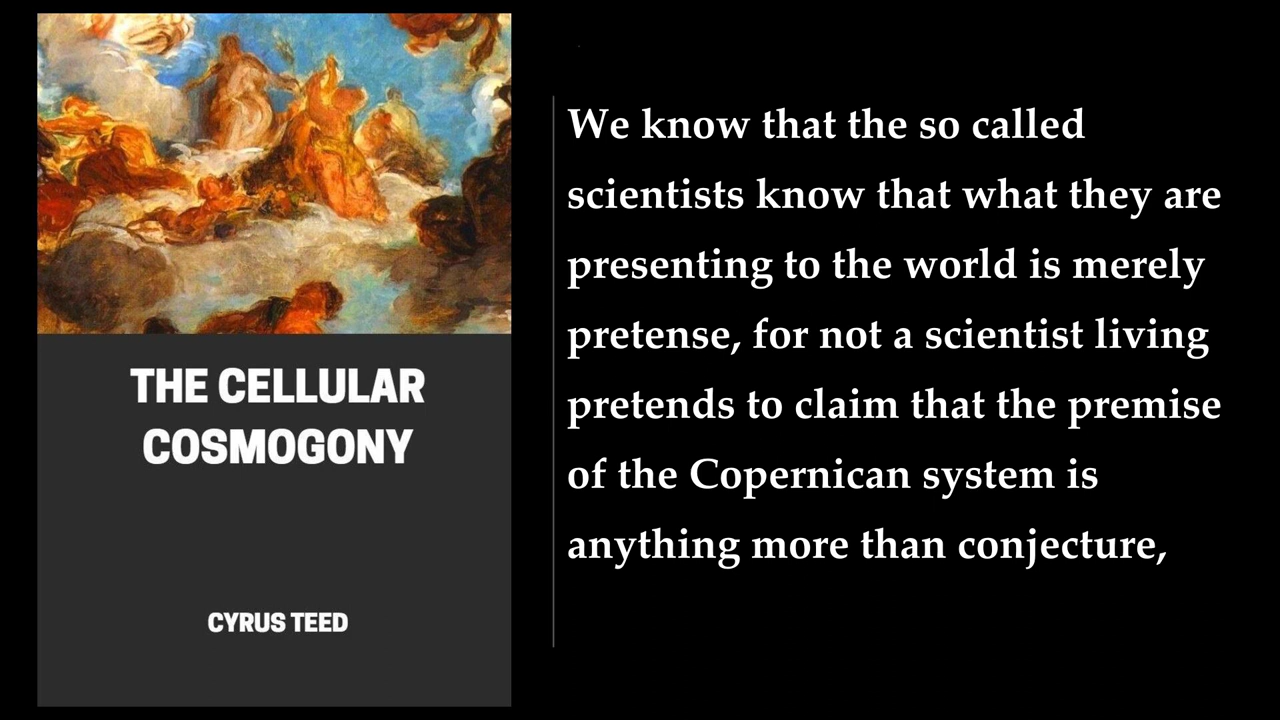 THE CELLULAR
COSMOGONY
CYRUS TEED
We know that the so called
scientists know that what they are
presenting to the world is merely
pretense, for not a scientist living
pretends to claim that the premise
of the Copernican system is
anything more than conjecture,